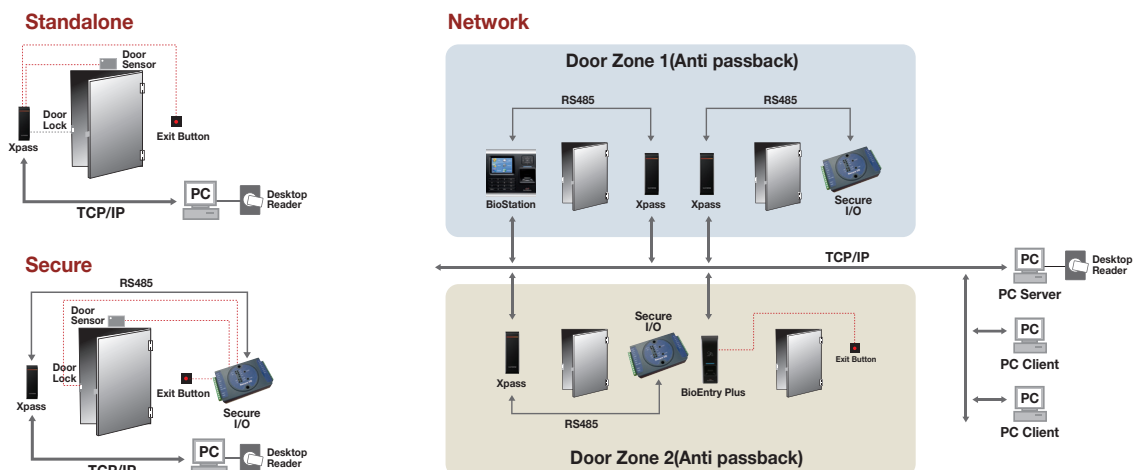 Standalone
Door
Sensor
Door
Lock
Xpass
Exit Button
PC
Desktop
Reader
TCP/IP
Secure
RS485
Door
Sensor
Door
Lock
Xpass
Exit Button
Secure
I/O
PC
Desktop
Reader
TCP/IP
Network
Door Zone 1(Anti passback)
RS485
RS485
BioStation
Xpass
Xpass
Secure
I/O
TCP/IP
PC
Desktop
Reader
PC Server
PC
PC Client
PC
PC Client
Secure
I/O
Xpass
BioEntry Plus
Exit Button
RS485
Door Zone 2(Anti passback)